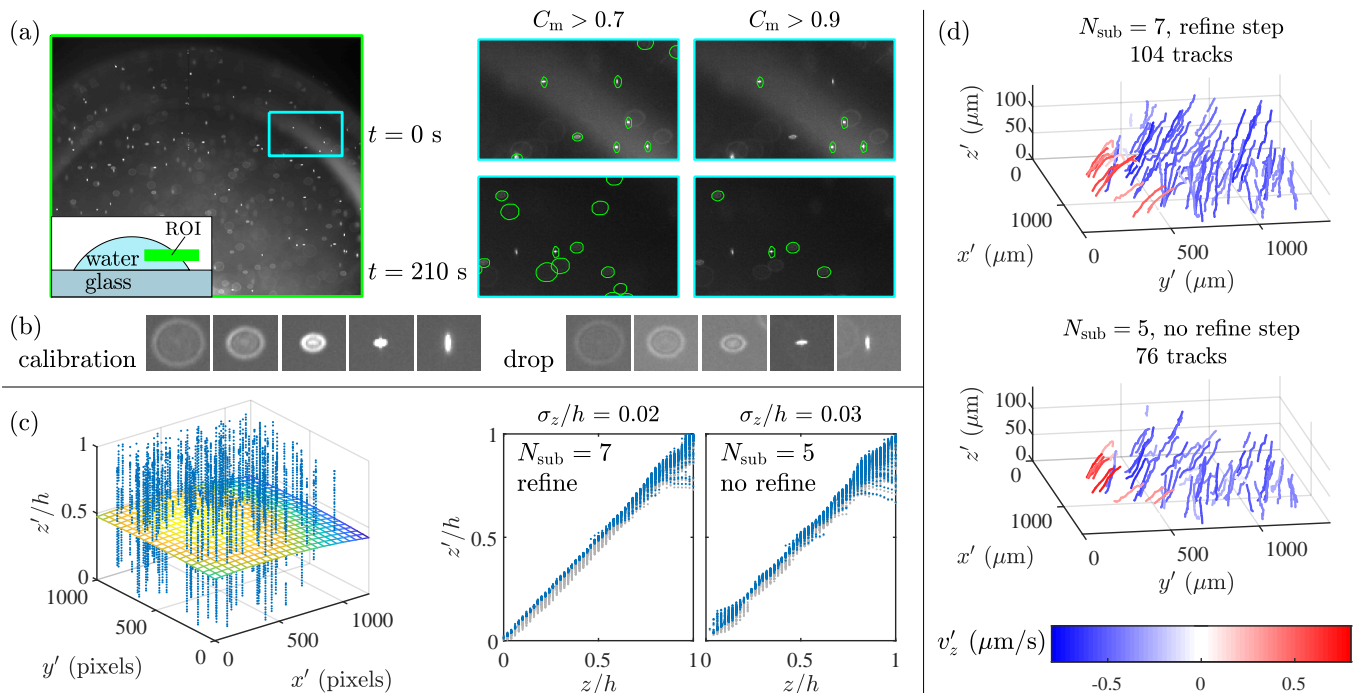 (a)
C_m > 0.7
C_m > 0.9
t = 0 s
t = 210 s
ROI
water
glass
(b)
calibration
drop
(c)
1
0.5
0
z′/h
1000
500
0
y′ (pixels)
0
500
1000
x′ (pixels)
σ_z/h = 0.02
σ_z/h = 0.03
N_sub = 7
refine
N_sub = 5
no refine
1
0.5
0
z′/h
0
0.5
1
z/h
0
0.5
1
z/h
(d)
N_sub = 7, refine step
104 tracks
100
50
0
z′ (μm)
0
1000
x′ (μm)
0
500
1000
y′ (μm)
N_sub = 5, no refine step
76 tracks
100
50
0
z′ (μm)
0
1000
x′ (μm)
0
500
1000
y′ (μm)
v′_z (μm/s)
-0.5
0
0.5